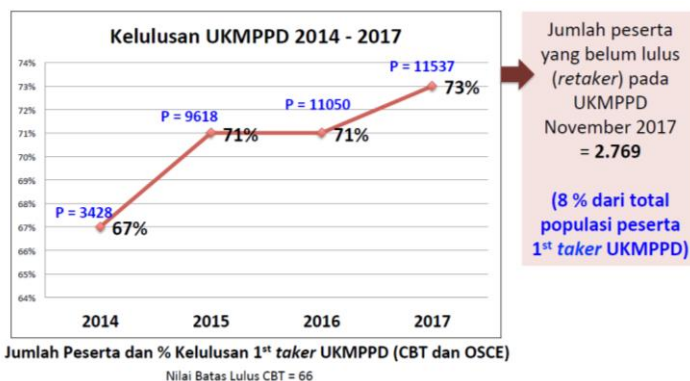 Kelulusan UKMPPD 2014 - 2017
74%
73%
72%
71%
70%
69%
68%
67%
66%
65%
64%
P = 3428
67%
P = 9618
71%
P = 11050
71%
P = 11537
73%
2014 2015 2016 2017
Jumlah Peserta dan % Kelulusan 1st taker UKMPPD (CBT dan OSCE)
Nilai Batas Lulus CBT = 66
Jumlah peserta
yang belum lulus
(retaker) pada
UKMPPD
November 2017
= 2.769
(8 % dari total
populasi peserta
1st taker UKMPPD)